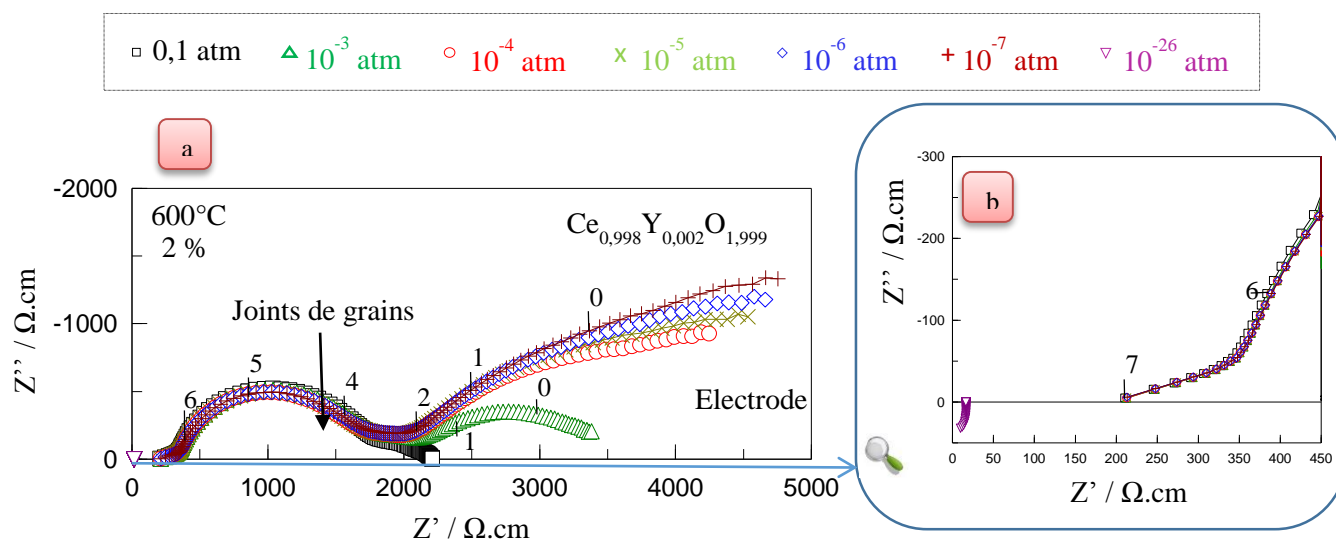 0,1 atm 10⁻³ atm 10⁻⁴ atm 10⁻⁵ atm 10⁻⁶ atm 10⁻⁷ atm 10⁻²⁶ atm
a
-2000
-1000
0
Z'' / Ω.cm
600°C
2 %
Ce₀,₉₉₈Y₀,₀₀₂O₁,₉₉₉
Joints de grains
Electrode
6 5 4 2 1 0
1 0
0 1000 2000 3000 4000 5000
Z' / Ω.cm
b
-300
-200
-100
0
Z'' / Ω.cm
6
7
0 50 100 150 200 250 300 350 400 450
Z' / Ω.cm